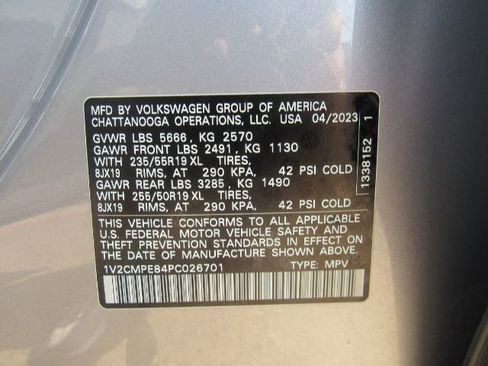 MFD BY VOLKSWAGEN GROUP OF AMERICA
CHATTANOOGA OPERATIONS, LLC. USA 04/2023
GVWR LBS 5666 , KG 2570
GAWR FRONT LBS 2491 , KG 1130
WITH 235/55R19 XL TIRES,
8JX19 RIMS, AT 290 KPA, 42 PSI COLD
GAWR REAR LBS 3285 , KG 1490
WITH 255/50R19 XL TIRES,
8JX19 RIMS, AT 290 KPA, 42 PSI COLD
THIS VEHICLE CONFORMS TO ALL APPLICABLE
U.S. FEDERAL MOTOR VEHICLE SAFETY AND
THEFT PREVENTION STANDARDS IN EFFECT ON
THE DATE OF MANUFACTURE SHOWN ABOVE
1V2CMPE84PC026701 TYPE: MPV
1338152 1